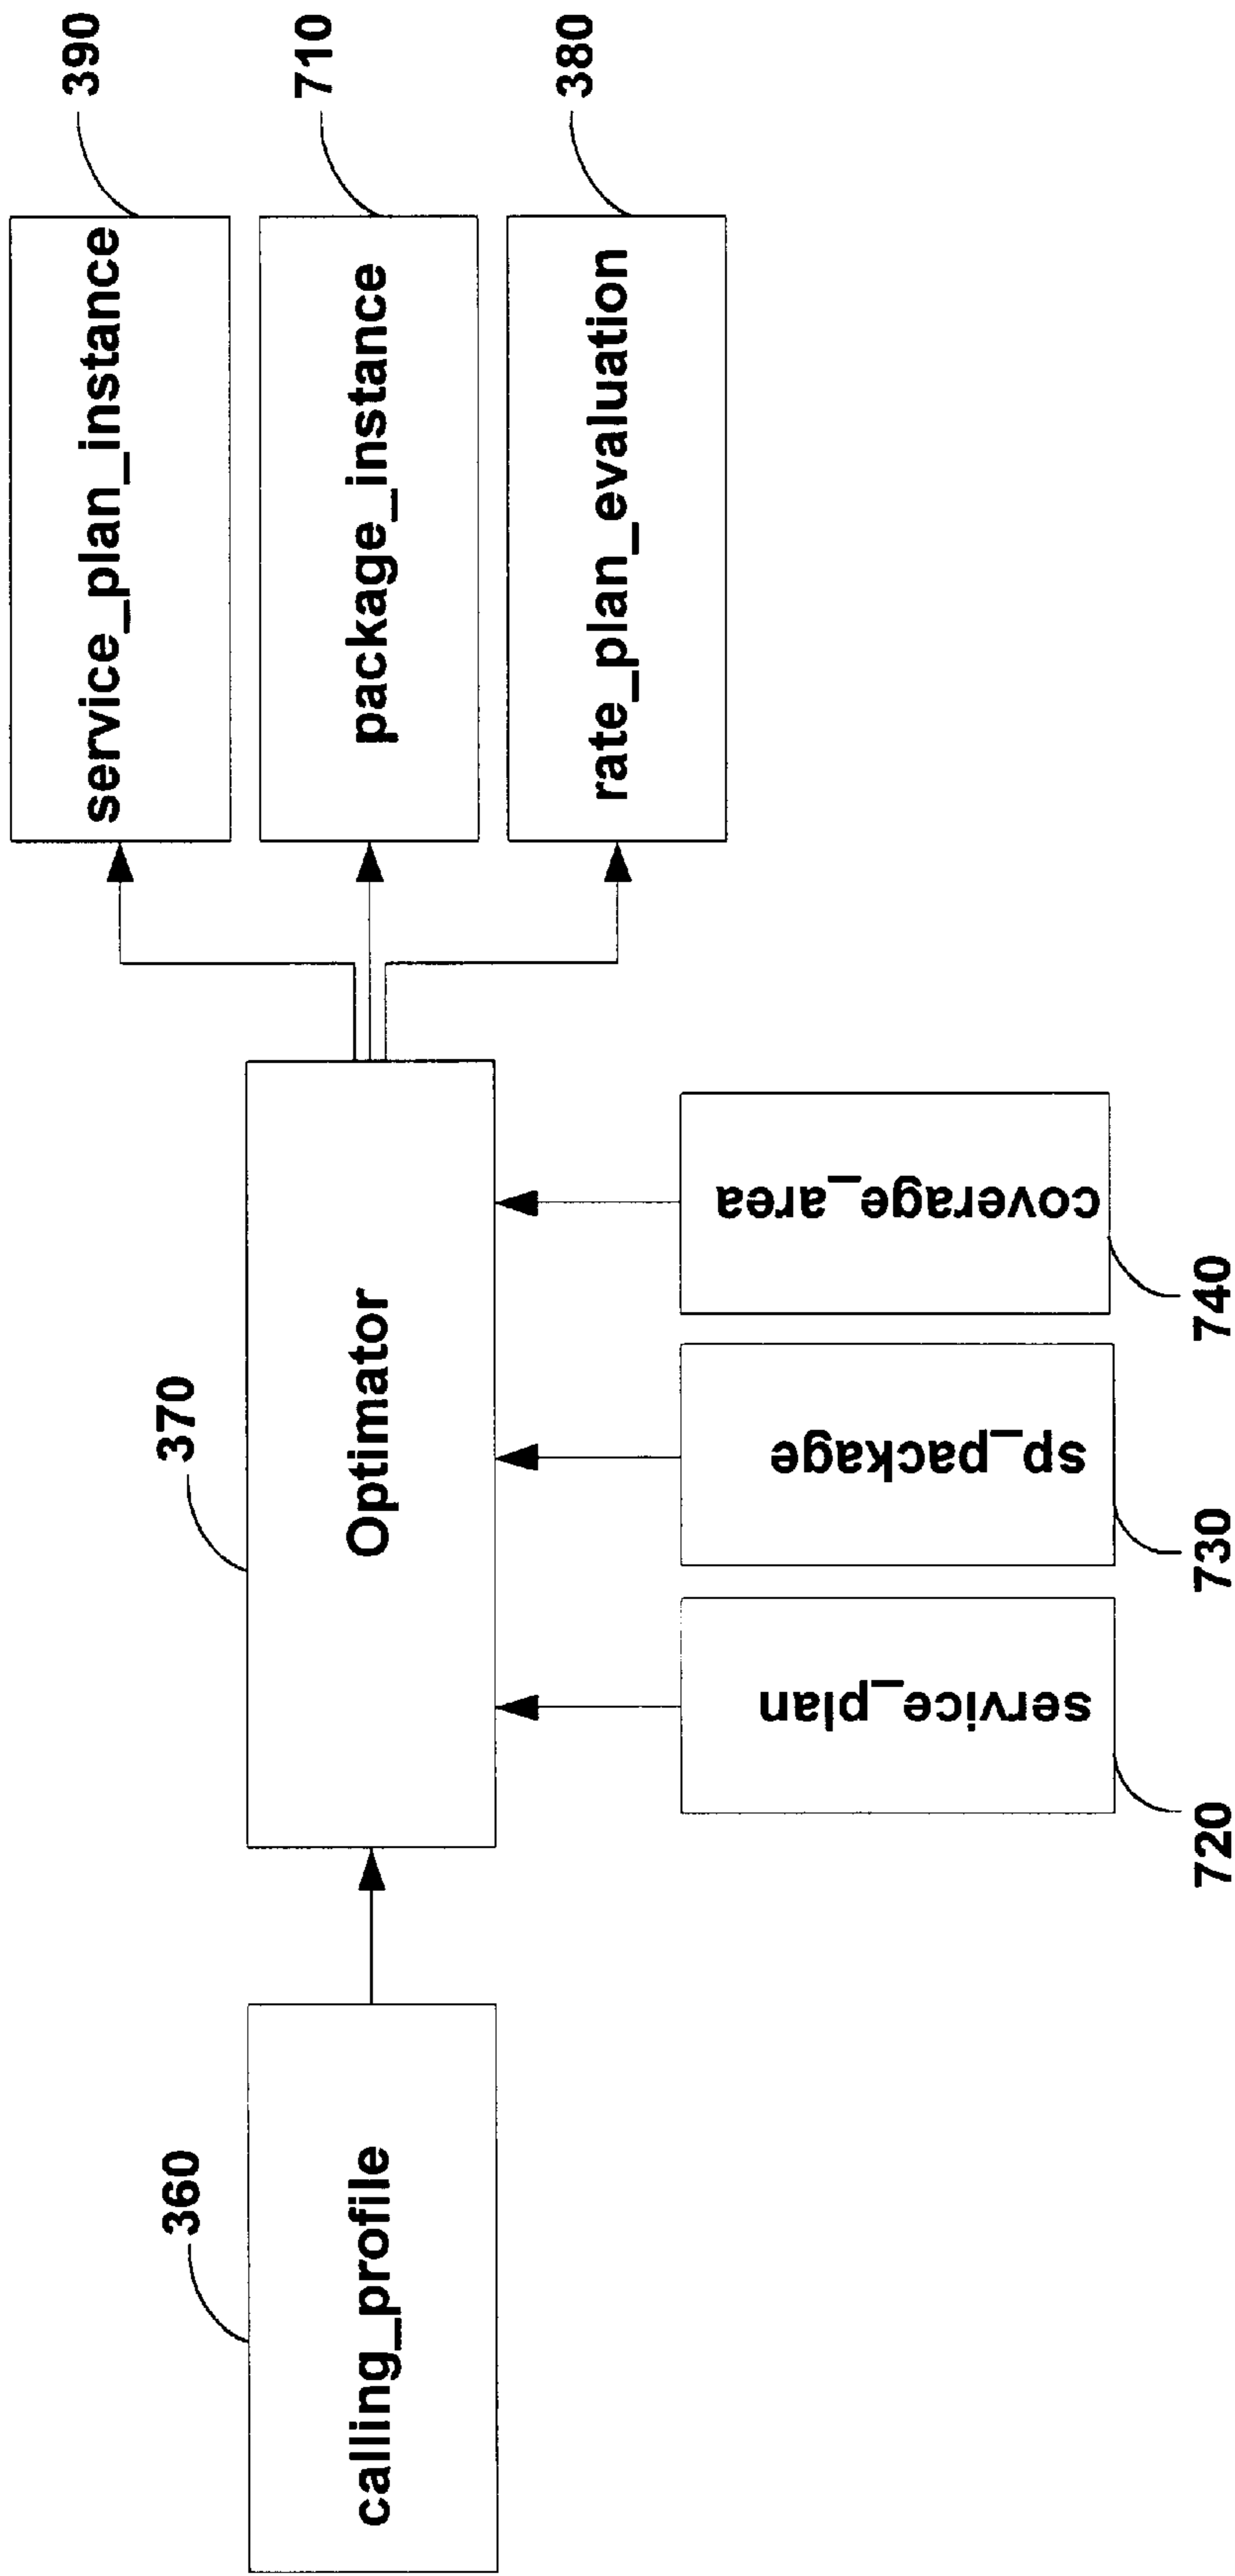 360
calling_profile
370
Optimator
service_plan_instance
390
package_instance
710
rate_plan_evaluation
380
service_plan
720
sp_package
730
coverage_area
740